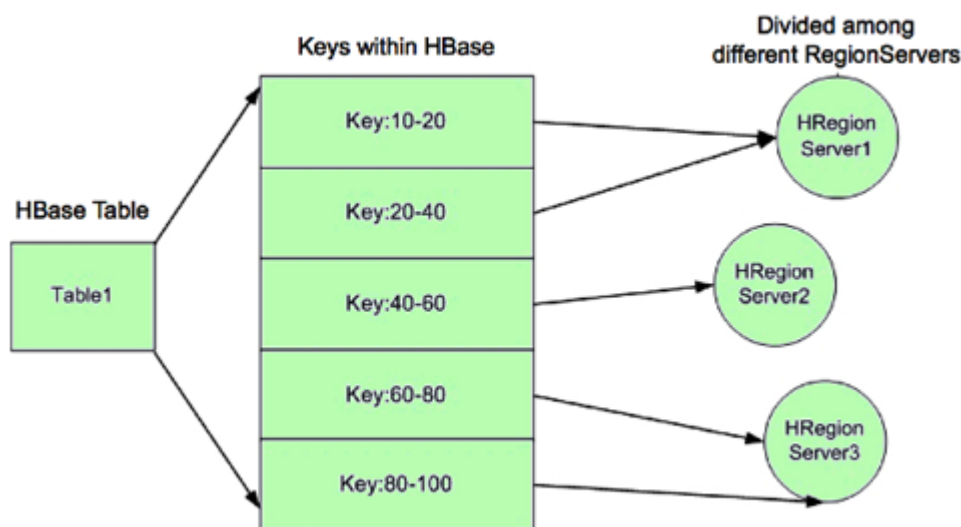 Keys within HBase
Divided among
different RegionServers
Key:10-20
HRegion
Server1
Key:20-40
HBase Table
Table1
Key:40-60
HRegion
Server2
Key:60-80
HRegion
Server3
Key:80-100